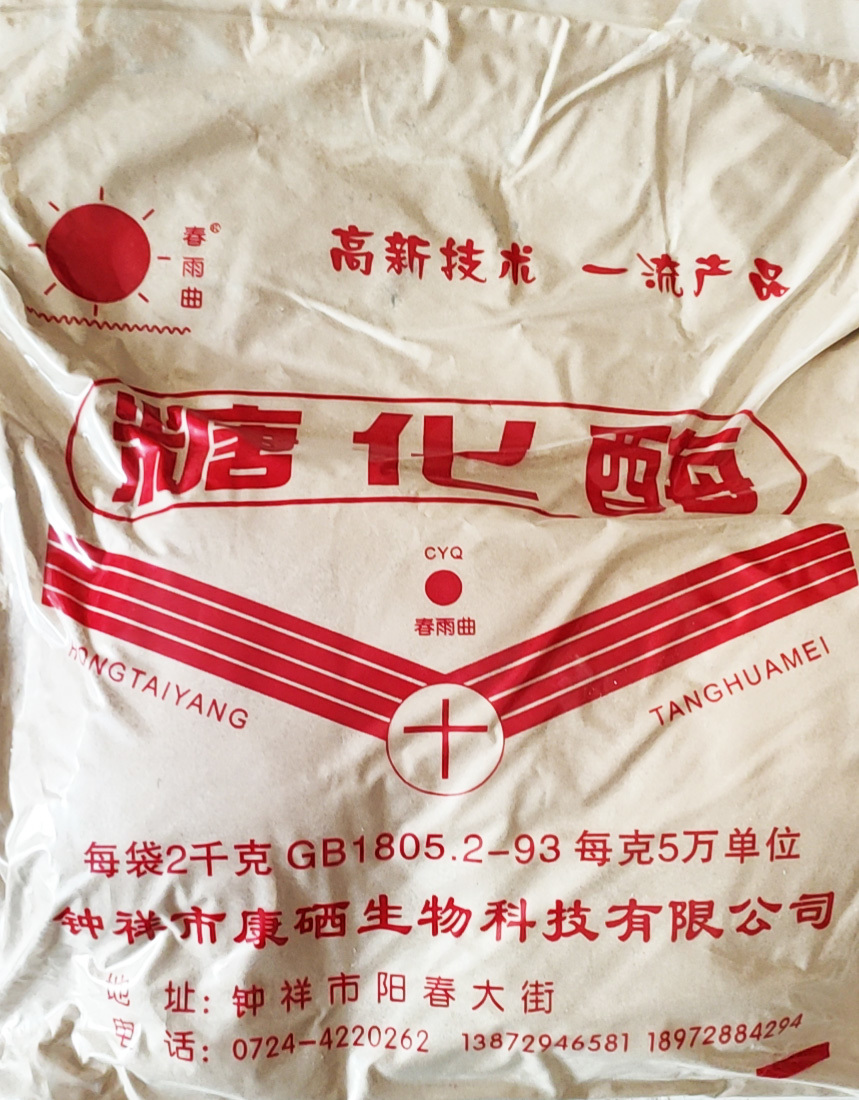 春雨曲®
高新技术 一流产品
糖化酶
CYQ
春雨曲
HONGTAIYANG
TANGHUAMEI
十
每袋2千克 GB1805.2-93 每克5万单位
钟祥市康硒生物科技有限公司
地 址:钟祥市阳春大街
电 话:0724-4220262 13872946581 18972884294